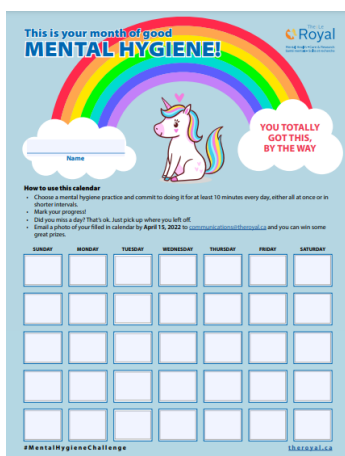 This is your month of good
MENTAL HYGIENE!
The Le
Royal
YOU TOTALLY
GOT THIS,
BY THE WAY
Name
How to use this calendar
• Choose a mental hygiene practice and commit to doing it for at least 10 minutes every day, either all at once or in
shorter intervals.
• Mark your progress!
• Did you miss a day? That's ok. Just pick up where you left off.
• Email a photo of your filled in calendar by April 15, 2022 to communications@theroyal.ca and you can win some
great prizes.
SUNDAY MONDAY TUESDAY WEDNESDAY THURSDAY FRIDAY SATURDAY
#MentalHygieneChallenge
theroyal.ca